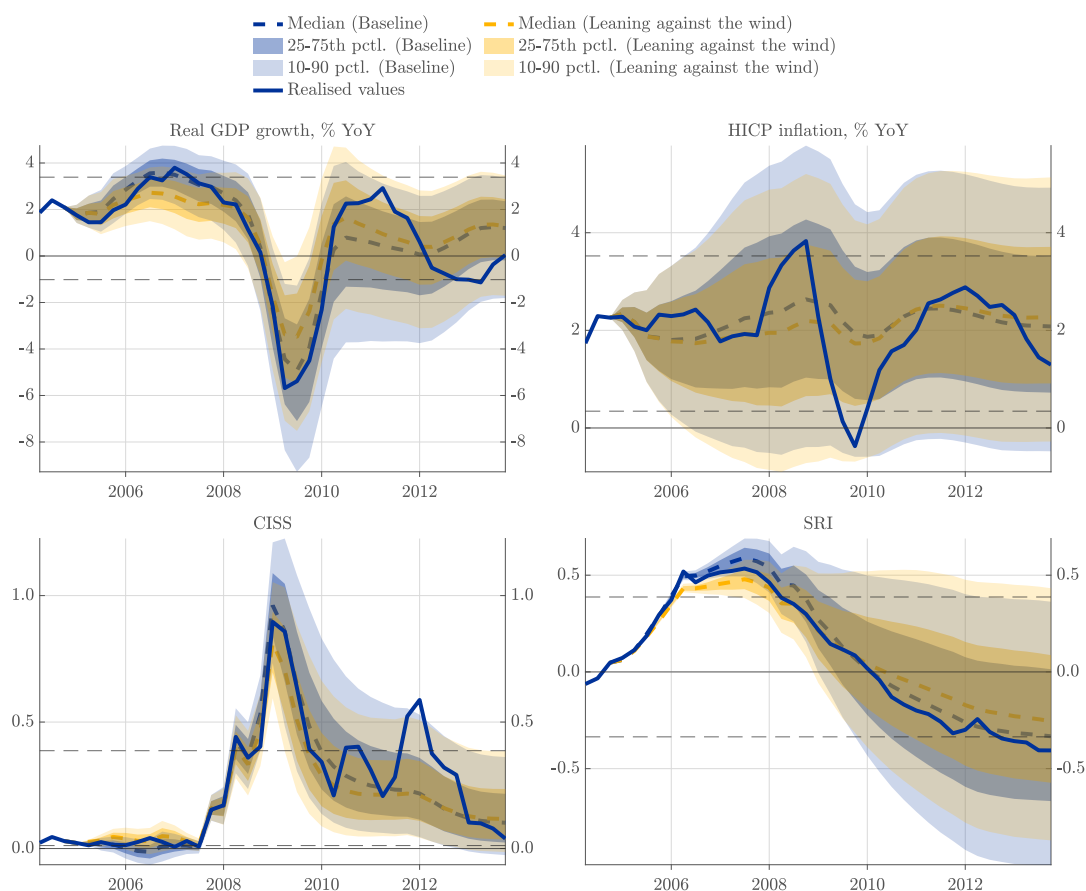 Median (Baseline) Median (Leaning against the wind)
25-75th pctl. (Baseline) 25-75th pctl. (Leaning against the wind)
10-90 pctl. (Baseline) 10-90 pctl. (Leaning against the wind)
Realised values
Real GDP growth, % YoY HICP inflation, % YoY
4 4
2 2
0 0
-2 -2
-4 -4
-6 -6
-8 -8
2006 2008 2010 2012
4 4
2 2
0 0
2006 2008 2010 2012
CISS SRI
1.0 1.0
0.5 0.5
0.0 0.0
2006 2008 2010 2012
0.5 0.5
0.0 0.0
-0.5 -0.5
2006 2008 2010 2012